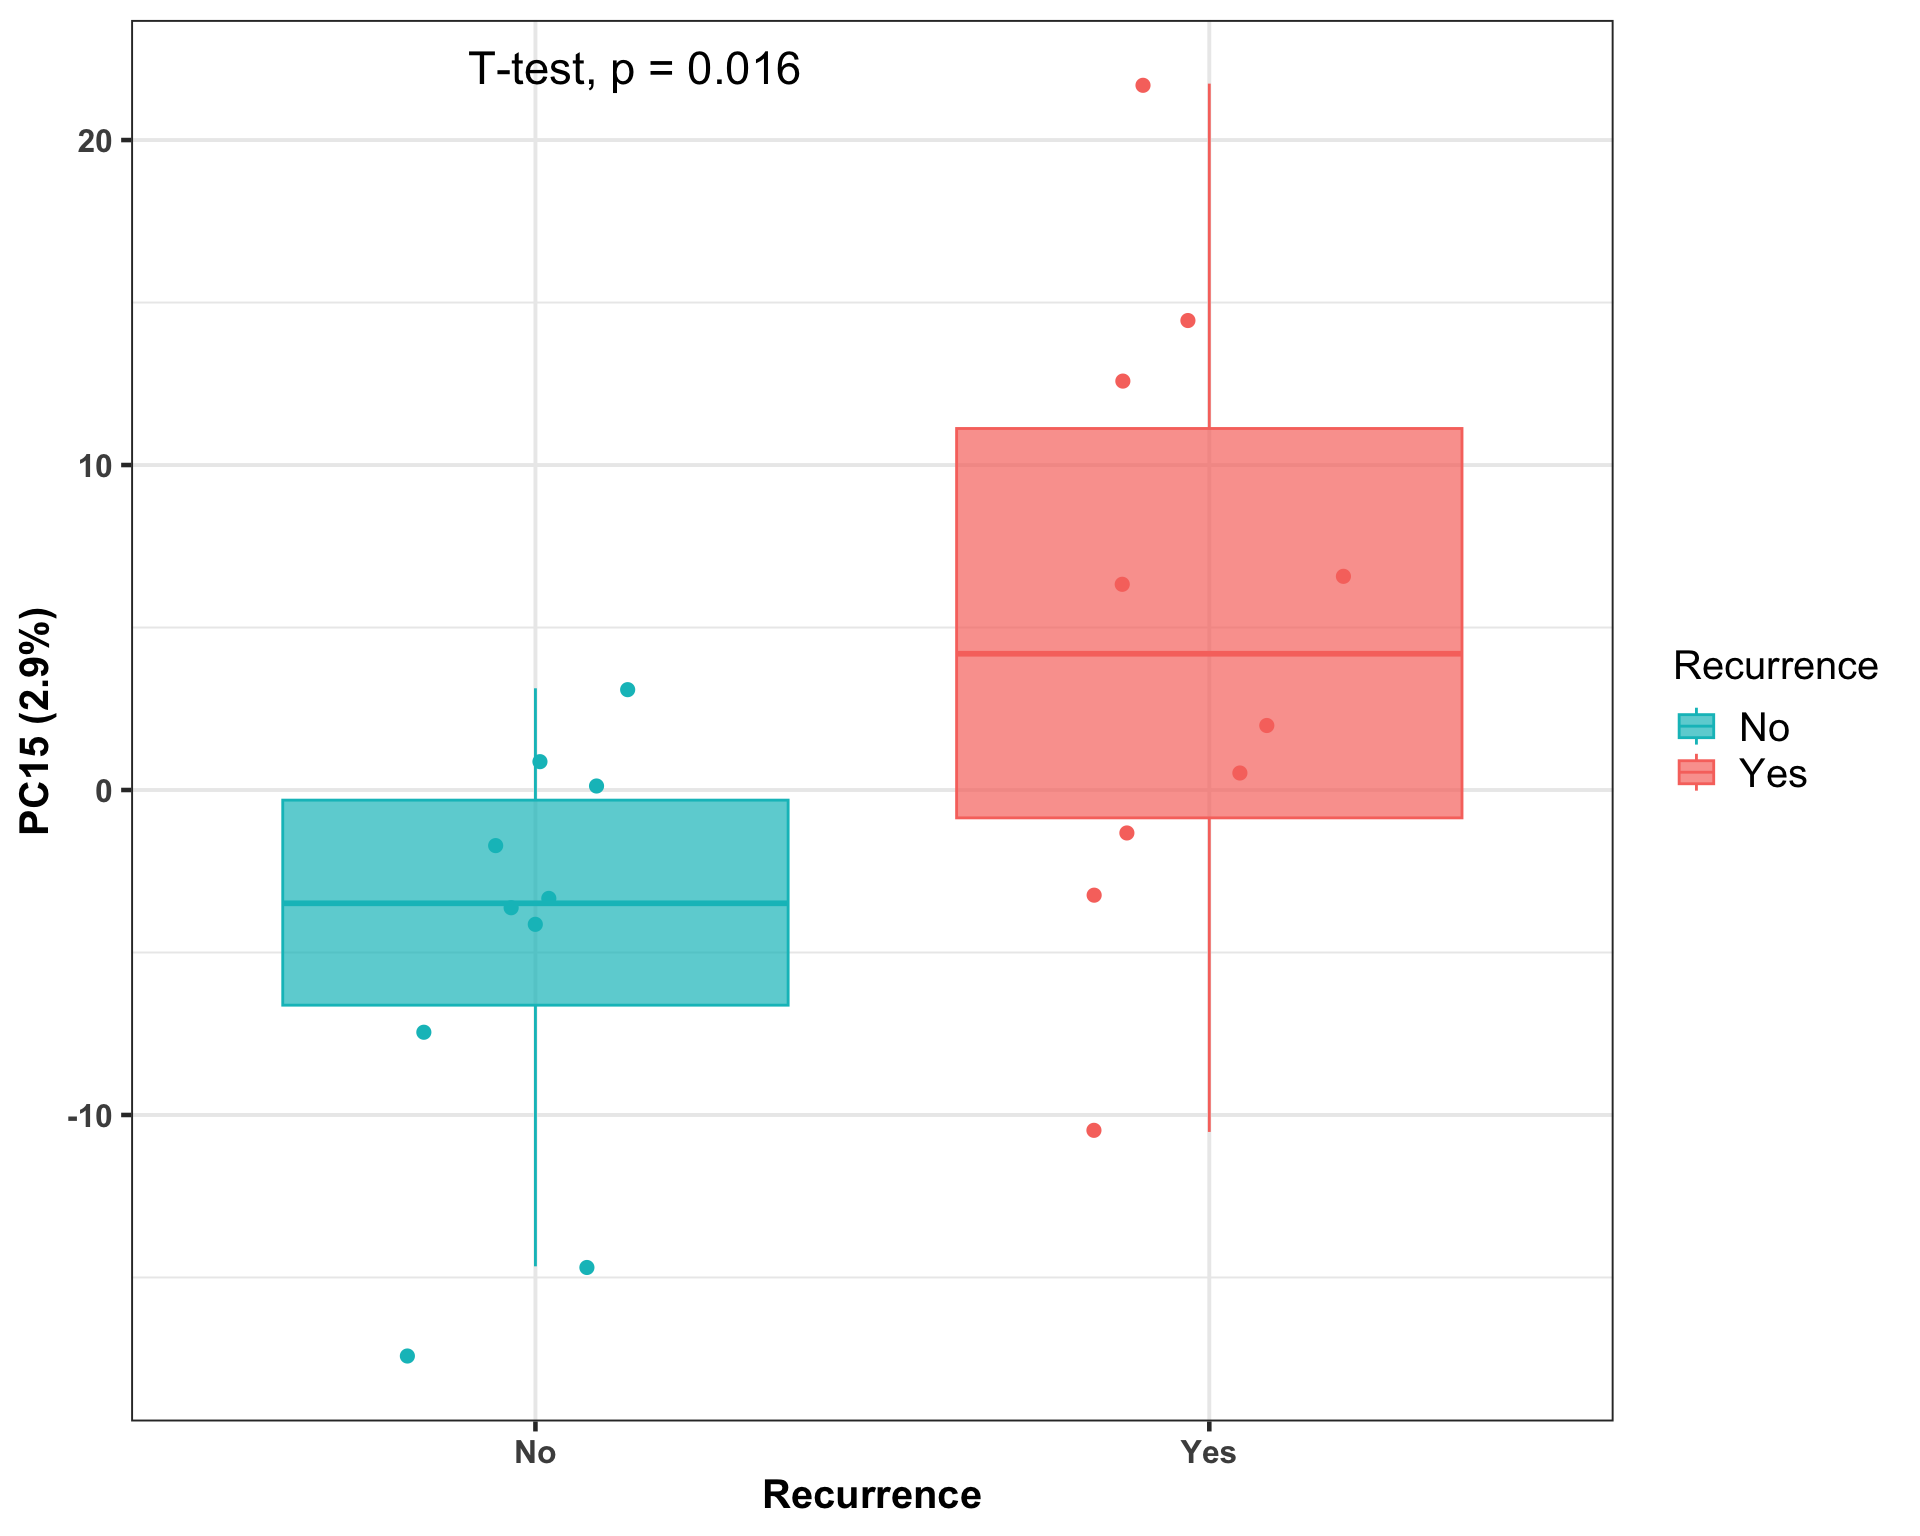 T-test, p = 0.016
PC15 (2.9%)
20
10
0
-10
No
Yes
Recurrence
Recurrence
No
Yes